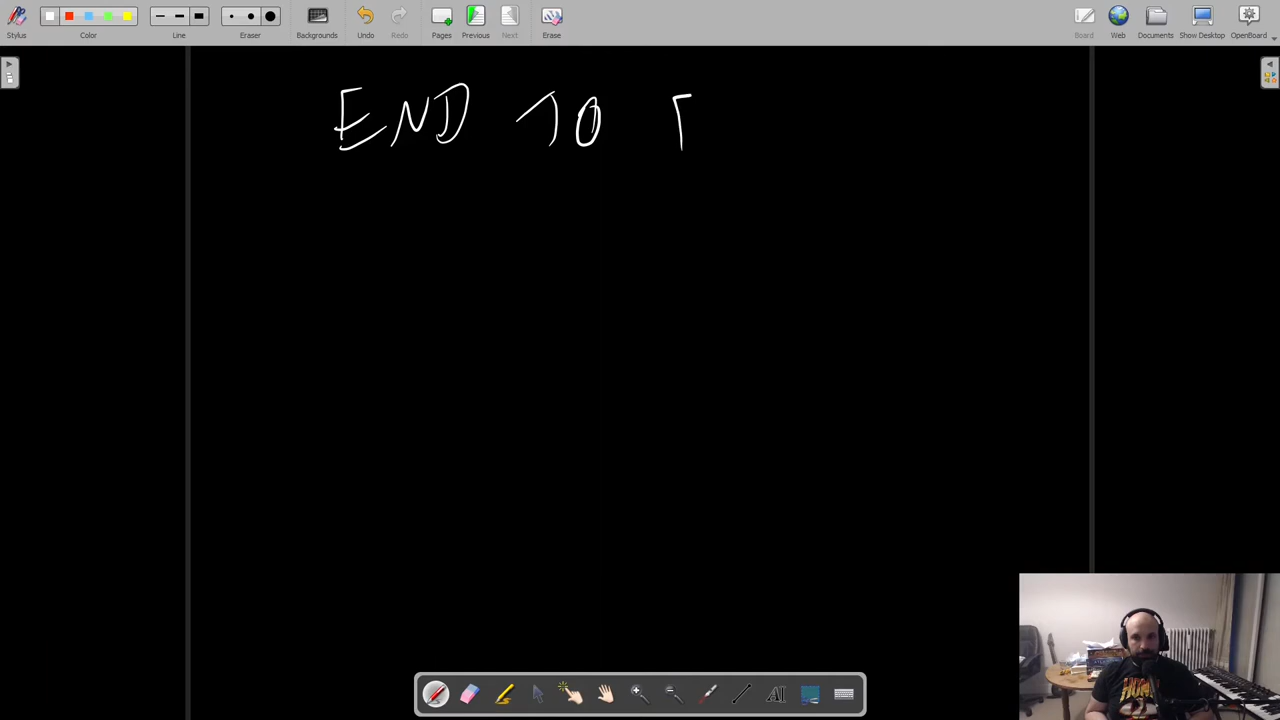 Stylus
Color
Line
Eraser
Backgrounds
Undo
Redo
Pages
Previous
Next
Erase
Board
Web
Documents
Show Desktop
OpenBoard
END TO
AI